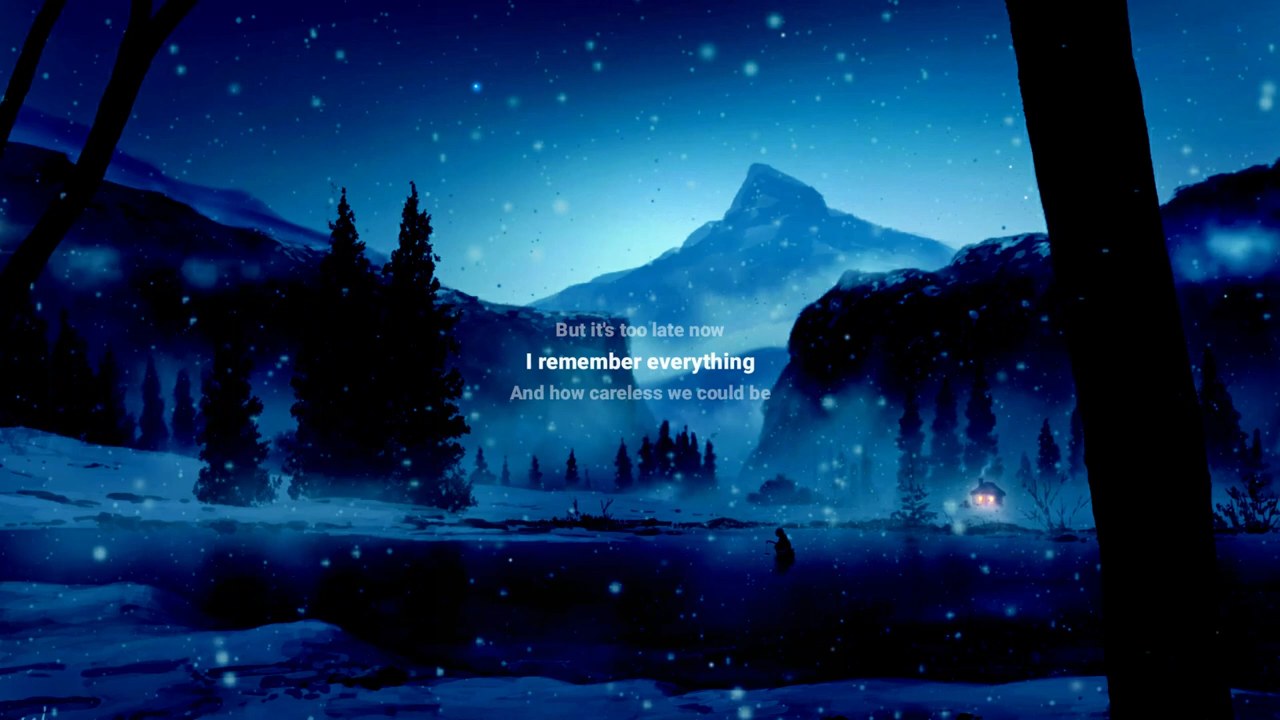 But it's too late now
I remember everything
And how careless we could be